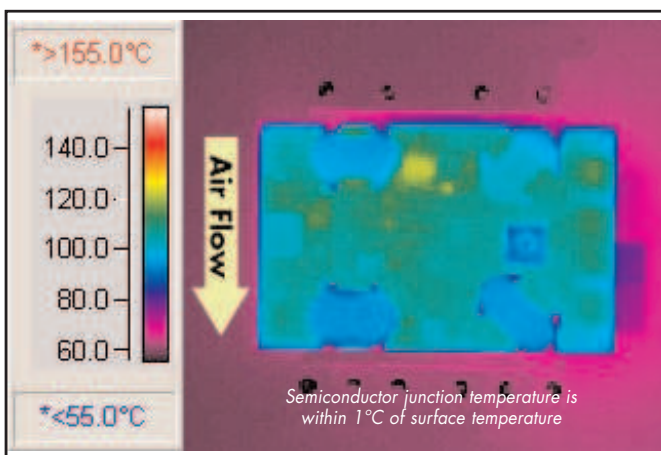 *>155.0°C
140.0-
120.0-
100.0-
80.0-
60.0-
*<55.0°C
Air Flow
Semiconductor junction temperature is
within 1°C of surface temperature